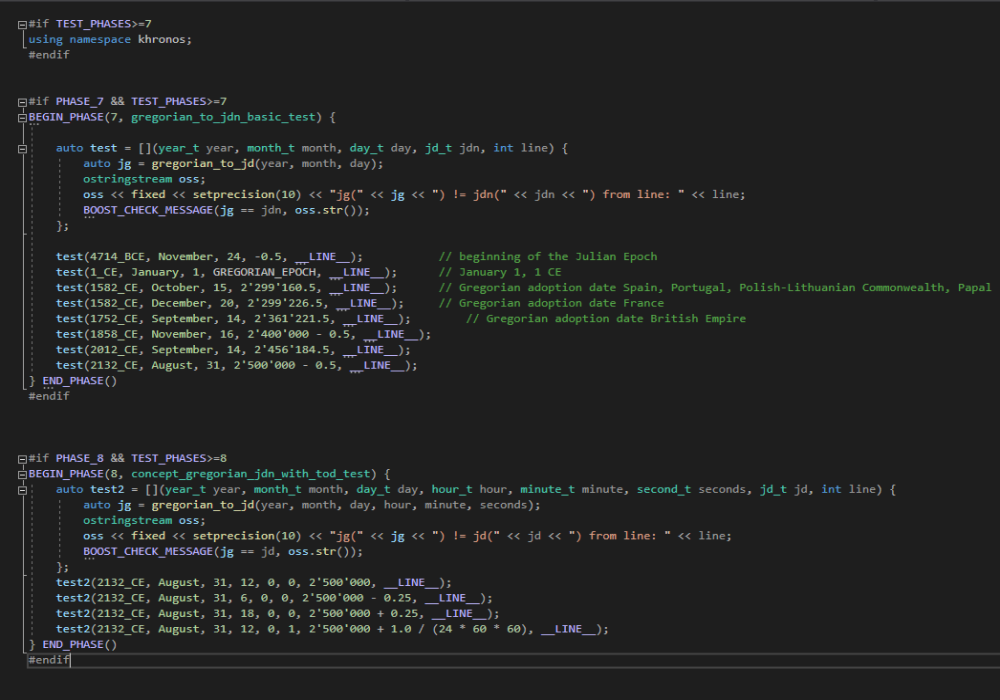 #if TEST_PHASES>=7
using namespace khronos;
#endif
#if PHASE_7 && TEST_PHASES>=7
BEGIN_PHASE(7, gregorian_to_jdn_basic_test) {
auto test = [](year_t year, month_t month, day_t day, jd_t jdn, int line) {
auto jg = gregorian_to_jd(year, month, day);
ostringstream oss;
oss << fixed << setprecision(10) << "jg(" << jg << ") != jdn(" << jdn << ") from line: " << line;
BOOST_CHECK_MESSAGE(jg == jdn, oss.str());
};
test(4714_BCE, November, 24, -0.5, __LINE__); // beginning of the Julian Epoch
test(1_CE, January, 1, GREGORIAN_EPOCH, __LINE__); // January 1, 1 CE
test(1582_CE, October, 15, 2'299'160.5, __LINE__); // Gregorian adoption date Spain, Portugal, Polish-Lithuanian Commonwealth, Papal
test(1582_CE, December, 20, 2'299'226.5, __LINE__); // Gregorian adoption date France
test(1752_CE, September, 14, 2'361'221.5, __LINE__); // Gregorian adoption date British Empire
test(1858_CE, November, 16, 2'400'000 - 0.5, __LINE__);
test(2012_CE, September, 14, 2'456'184.5, __LINE__);
test(2132_CE, August, 31, 2'500'000 - 0.5, __LINE__);
} END_PHASE()
#endif
#if PHASE_8 && TEST_PHASES>=8
BEGIN_PHASE(8, concept_gregorian_jdn_with_tod_test) {
auto test2 = [](year_t year, month_t month, day_t day, hour_t hour, minute_t minute, second_t seconds, jd_t jd, int line) {
auto jg = gregorian_to_jd(year, month, day, hour, minute, seconds);
ostringstream oss;
oss << fixed << setprecision(10) << "jg(" << jg << ") != jd(" << jd << ") from line: " << line;
BOOST_CHECK_MESSAGE(jg == jd, oss.str());
};
test2(2132_CE, August, 31, 12, 0, 0, 2'500'000, __LINE__);
test2(2132_CE, August, 31, 6, 0, 0, 2'500'000 - 0.25, __LINE__);
test2(2132_CE, August, 31, 18, 0, 0, 2'500'000 + 0.25, __LINE__);
test2(2132_CE, August, 31, 12, 0, 1, 2'500'000 + 1.0 / (24 * 60 * 60), __LINE__);
} END_PHASE()
#endif